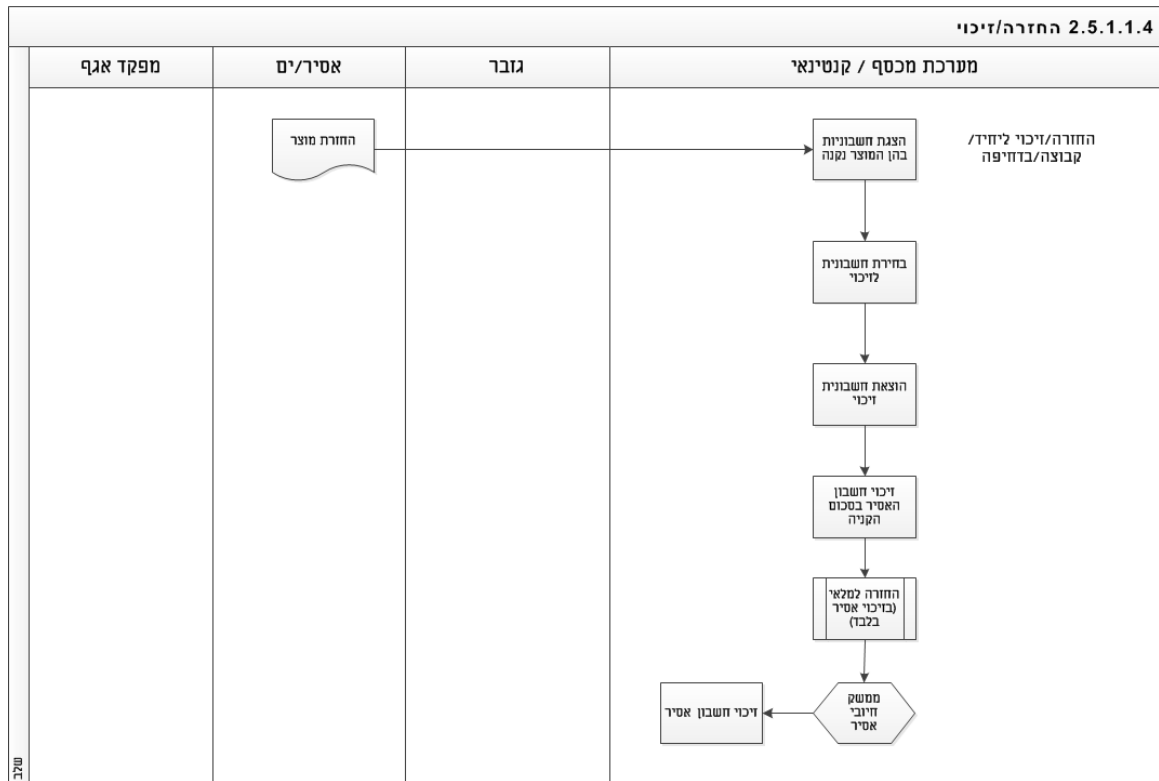 2.5.1.1.4 החזרה/זיכוי
מערכת מכסף / קנטינאי
גזבר
אסיר/ים
מפקד אגף
החזרה/זיכוי ליחיד/
קבוצה/בדחיפה
החזרת מוצר
הצגת חשבוניות
בהן המוצר נקנה
בחירת חשבונית
לזיכוי
הוצאת חשבונית
זיכוי
זיכוי חשבון
האסיר בסכום
הקניה
החזרה למלאי
(בזיכוי אסיר
בלבד)
ממשק
חיובי
אסיר
זיכוי חשבון אסיר
שלב